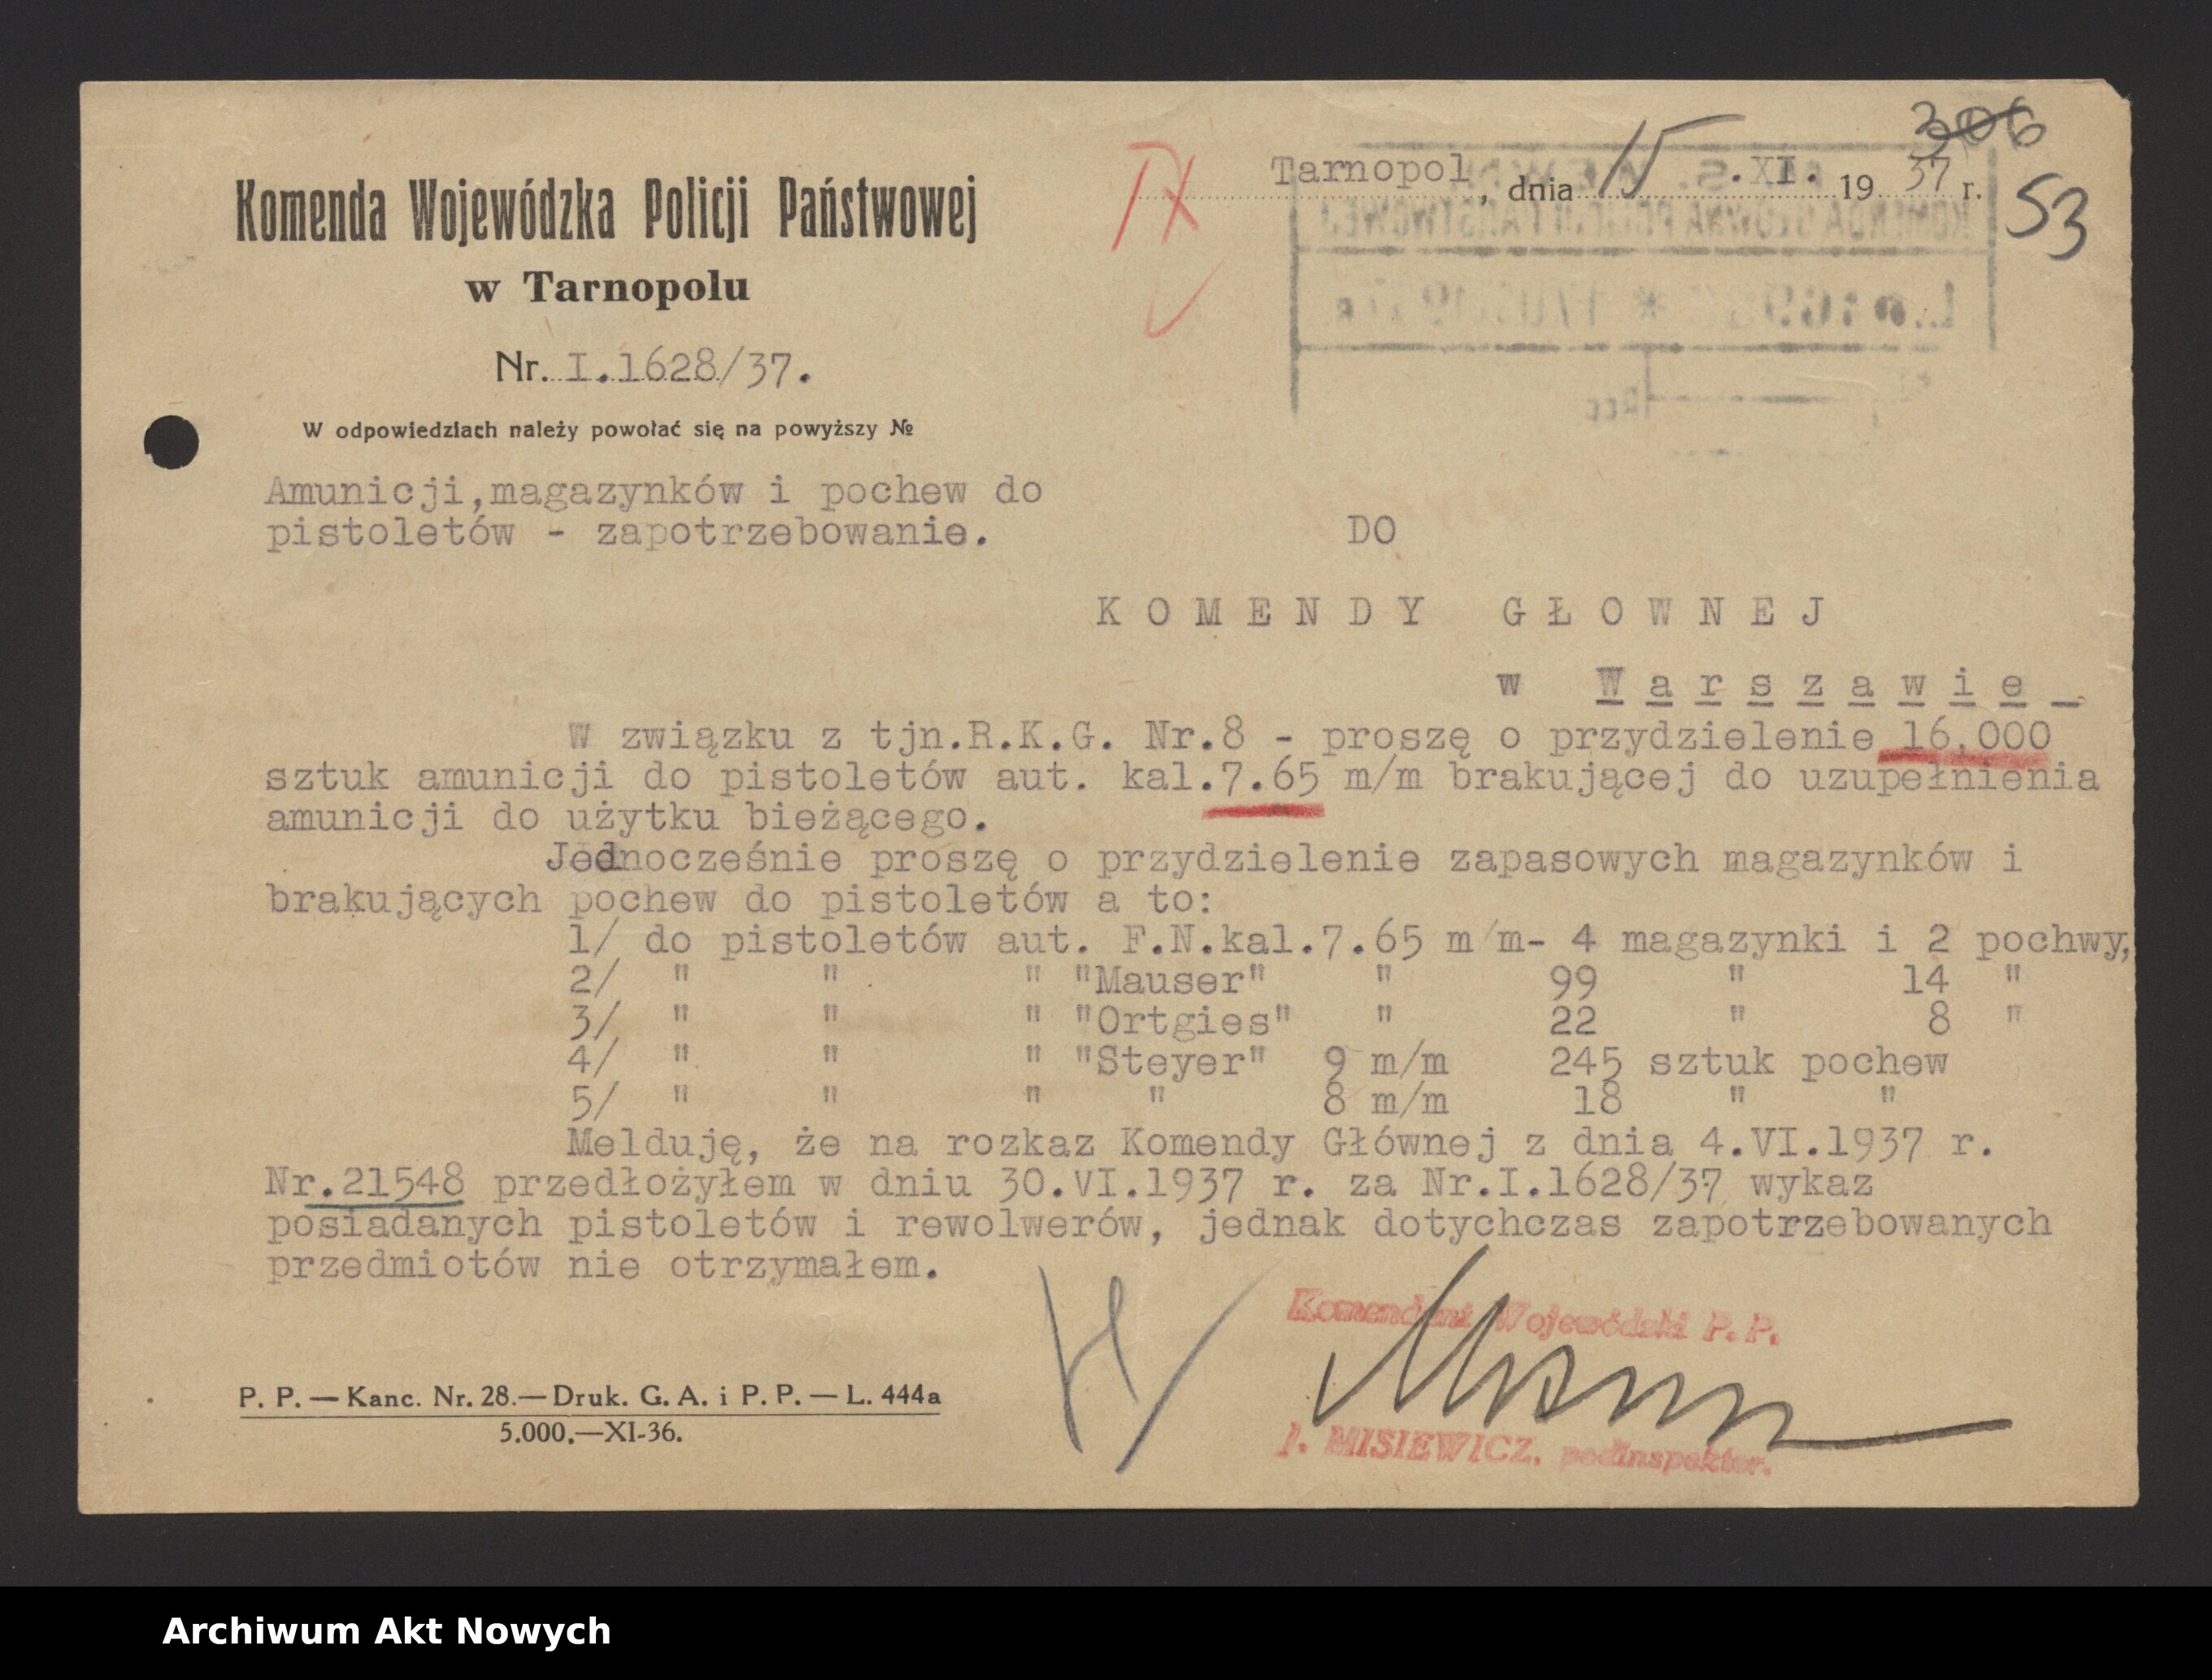 306
Tarnopol, dnia 15.XI. 1937 r.
53
Komenda Wojewódzka Policji Państwowej
w Tarnopolu
Nr. I.1628/37.
W odpowiedziach należy powołać się na powyższy №
Amunicji,magazynków i pochew do
pistoletów - zapotrzebowanie.
DO
KOMENDY GŁOWNEJ
w Warszawie
W związku z tjn.R.K.G. Nr.8 - proszę o przydzielenie 16.000
sztuk amunicji do pistoletów aut. kal.7.65 m/m brakującej do uzupełnienia
amunicji do użytku bieżącego.
Jednocześnie proszę o przydzielenie zapasowych magazynków i
brakujących pochew do pistoletów a to:
1/ do pistoletów aut. F.N.kal.7.65 m/m- 4 magazynki i 2 pochwy,
2/ " " " "Mauser" " 99 " 14 "
3/ " " " "Ortgies" " 22 " 8 "
4/ " " " "Steyer" 9 m/m 245 sztuk pochew
5/ " " " " 8 m/m 18 " "
Melduję, że na rozkaz Komendy Głównej z dnia 4.VI.1937 r.
Nr.21548 przedłożyłem w dniu 30.VI.1937 r. za Nr.I.1628/37 wykaz
posiadanych pistoletów i rewolwerów, jednak dotychczas zapotrzebowanych
przedmiotów nie otrzymałem.
Komendant Wojewódzki P. P.
J. MISIEWICZ. podinspektor.
P. P. — Kanc. Nr. 28.— Druk. G. A. i P. P. — L. 444a
5.000.—XI-36.
Archiwum Akt Nowych